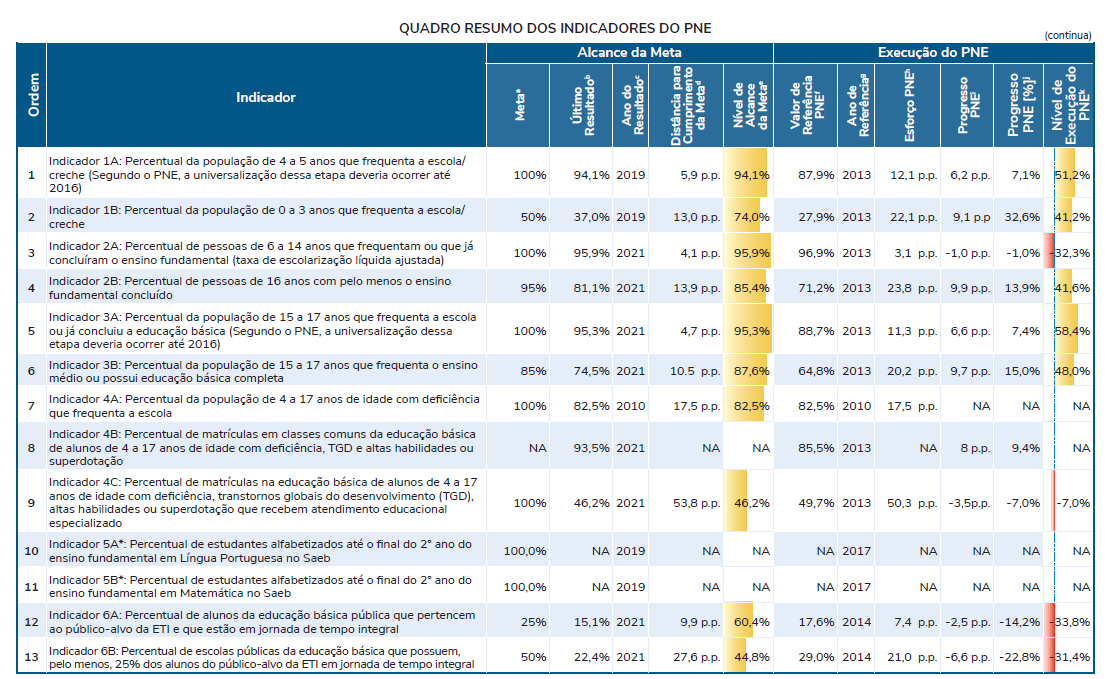 QUADRO RESUMO DOS INDICADORES DO PNE
(continua)
Ordem
Indicador
Alcance da Meta
Execução do PNE
Metaᵃ
Último Resultadoᵇ
Ano do Resultadoᶜ
Distância para Cumprimento da Metaᵈ
Nível de Alcance da Metaᵉ
Valor de Referência PNEᶠ
Ano de Referênciaᵍ
Esforço PNEʰ
Progresso PNEⁱ
Progresso PNE [%]ʲ
Nível de Execução do PNEᵏ
1
Indicador 1A: Percentual da população de 4 a 5 anos que frequenta a escola/
creche (Segundo o PNE, a universalização dessa etapa deveria ocorrer até
2016)
100% 94,1% 2019 5,9 p.p. 94,1% 87,9% 2013 12,1 p.p. 6,2 p.p. 7,1% 51,2%
2
Indicador 1B: Percentual da população de 0 a 3 anos que frequenta a escola/
creche
50% 37,0% 2019 13,0 p.p. 74,0% 27,9% 2013 22,1 p.p. 9,1 p.p 32,6% 41,2%
3
Indicador 2A: Percentual de pessoas de 6 a 14 anos que frequentam ou que já
concluíram o ensino fundamental (taxa de escolarização líquida ajustada)
100% 95,9% 2021 4,1 p.p. 95,9% 96,9% 2013 3,1 p.p. -1,0 p.p. -1,0% -32,3%
4
Indicador 2B: Percentual de pessoas de 16 anos com pelo menos o ensino
fundamental concluído
95% 81,1% 2021 13,9 p.p. 85,4% 71,2% 2013 23,8 p.p. 9,9 p.p. 13,9% 41,6%
5
Indicador 3A: Percentual da população de 15 a 17 anos que frequenta a escola
ou já concluiu a educação básica (Segundo o PNE, a universalização dessa
etapa deveria ocorrer até 2016)
100% 95,3% 2021 4,7 p.p. 95,3% 88,7% 2013 11,3 p.p. 6,6 p.p. 7,4% 58,4%
6
Indicador 3B: Percentual da população de 15 a 17 anos que frequenta o ensino
médio ou possui educação básica completa
85% 74,5% 2021 10.5 p.p. 87,6% 64,8% 2013 20,2 p.p. 9,7 p.p. 15,0% 48,0%
7
Indicador 4A: Percentual da população de 4 a 17 anos de idade com deficiência
que frequenta a escola
100% 82,5% 2010 17,5 p.p. 82,5% 82,5% 2010 17,5 p.p. NA NA NA
8
Indicador 4B: Percentual de matrículas em classes comuns da educação básica
de alunos de 4 a 17 anos de idade com deficiência, TGD e altas habilidades ou
superdotação
NA 93,5% 2021 NA NA 85,5% 2013 NA 8 p.p. 9,4% NA
9
Indicador 4C: Percentual de matrículas na educação básica de alunos de 4 a 17
anos de idade com deficiência, transtornos globais do desenvolvimento (TGD),
altas habilidades ou superdotação que recebem atendimento educacional
especializado
100% 46,2% 2021 53,8 p.p. 46,2% 49,7% 2013 50,3 p.p. -3,5p.p. -7,0% -7,0%
10
Indicador 5A*: Percentual de estudantes alfabetizados até o final do 2° ano do
ensino fundamental em Língua Portuguesa no Saeb
100,0% NA 2019 NA NA NA 2017 NA NA NA NA
11
Indicador 5B*: Percentual de estudantes alfabetizados até o final do 2° ano do
ensino fundamental em Matemática no Saeb
100,0% NA 2019 NA NA NA 2017 NA NA NA NA
12
Indicador 6A: Percentual de alunos da educação básica pública que pertencem
ao público-alvo da ETI e que estão em jornada de tempo integral
25% 15,1% 2021 9,9 p.p. 60,4% 17,6% 2014 7,4 p.p. -2,5 p.p. -14,2% -33,8%
13
Indicador 6B: Percentual de escolas públicas da educação básica que possuem,
pelo menos, 25% dos alunos do público-alvo da ETI em jornada de tempo integral
50% 22,4% 2021 27,6 p.p. 44,8% 29,0% 2014 21,0 p.p. -6,6 p.p. -22,8% -31,4%